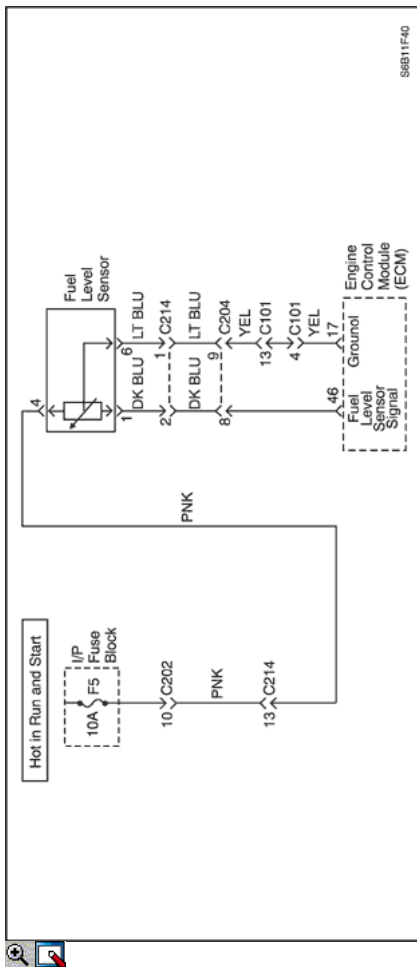 Hot in Run and Start
I/P
Fuse
Block
10A F5
10 C202
PNK
13 C214
PNK
4
Fuel
Level
Sensor
1 6
DK BLU LT BLU
2 1 C214
DK BLU LT BLU
8 9 C204
YEL
13 C101
4 C101
YEL
46 17
Fuel
Level
Sensor
Signal
Grounol
Engine
Control
Module
(ECM)
S6B11F40